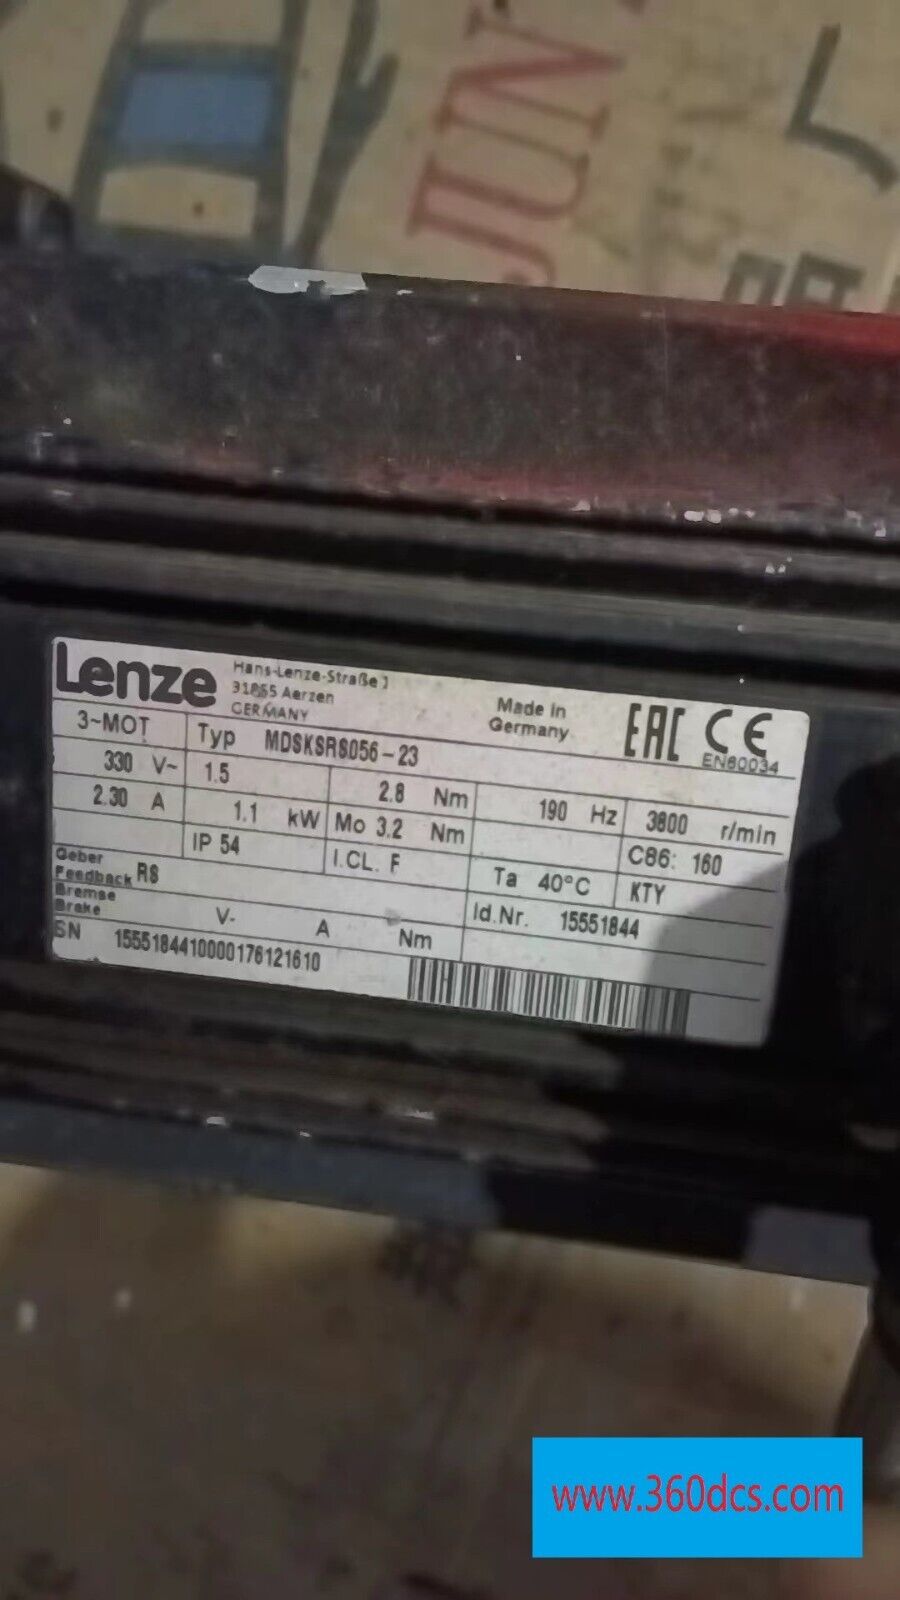 JUN
Lenze Hans-Lenze-Straße 1
31855 Aerzen
GERMANY
Made in
Germany
EAC CE
EN60034
3~MOT Typ MDSKSRS056-23
330 V~ 1.5 2.8 Nm 190 Hz 3800 r/min
2.30 A 1.1 kW Mo 3.2 Nm C86: 160
IP 54 I.CL. F Ta 40°C KTY
Geber
Feedback RS
Bremse
Brake V- A Nm Id.Nr. 15551844
SN 1555184410000176121610
www.360dcs.com